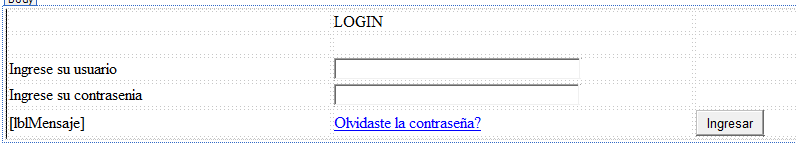 Body
LOGIN
Ingrese su usuario
Ingrese su contrasenia
[lblMensaje] Olvidaste la contraseña? Ingresar